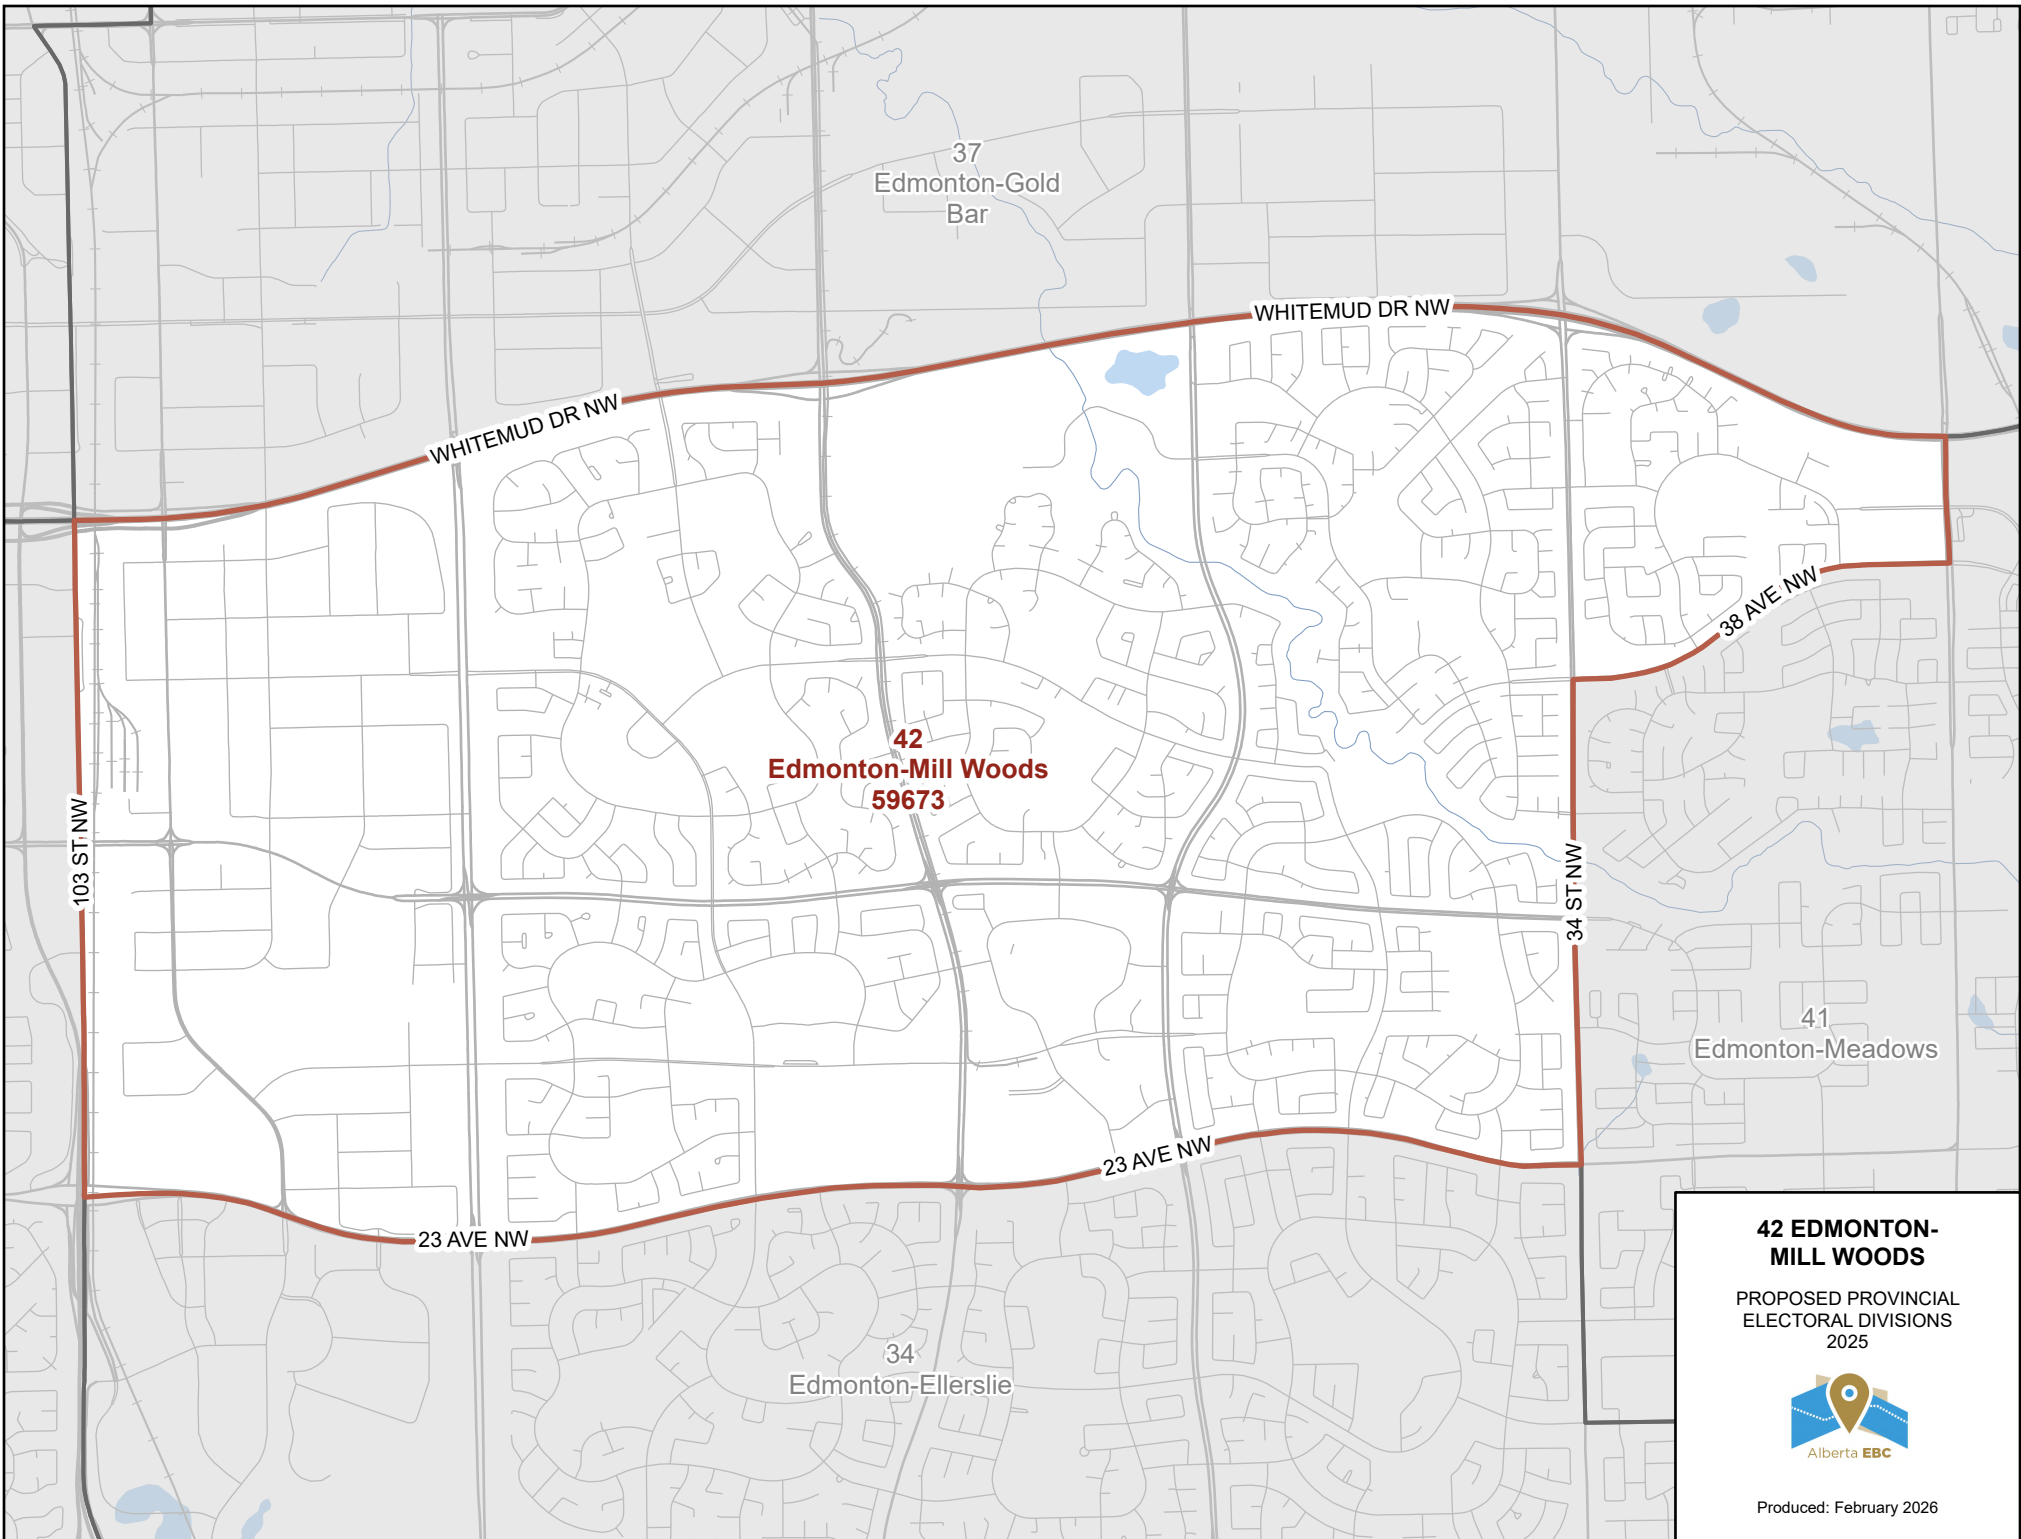 37
Edmonton-Gold
Bar
WHITEMUD DR NW
WHITEMUD DR NW
38 AVE NW
42
Edmonton-Mill Woods
59673
103 ST NW
34 ST NW
41
Edmonton-Meadows
23 AVE NW
23 AVE NW
34
Edmonton-Ellerslie
42 EDMONTON-
MILL WOODS
PROPOSED PROVINCIAL
ELECTORAL DIVISIONS
2025
Alberta EBC
Produced: February 2026